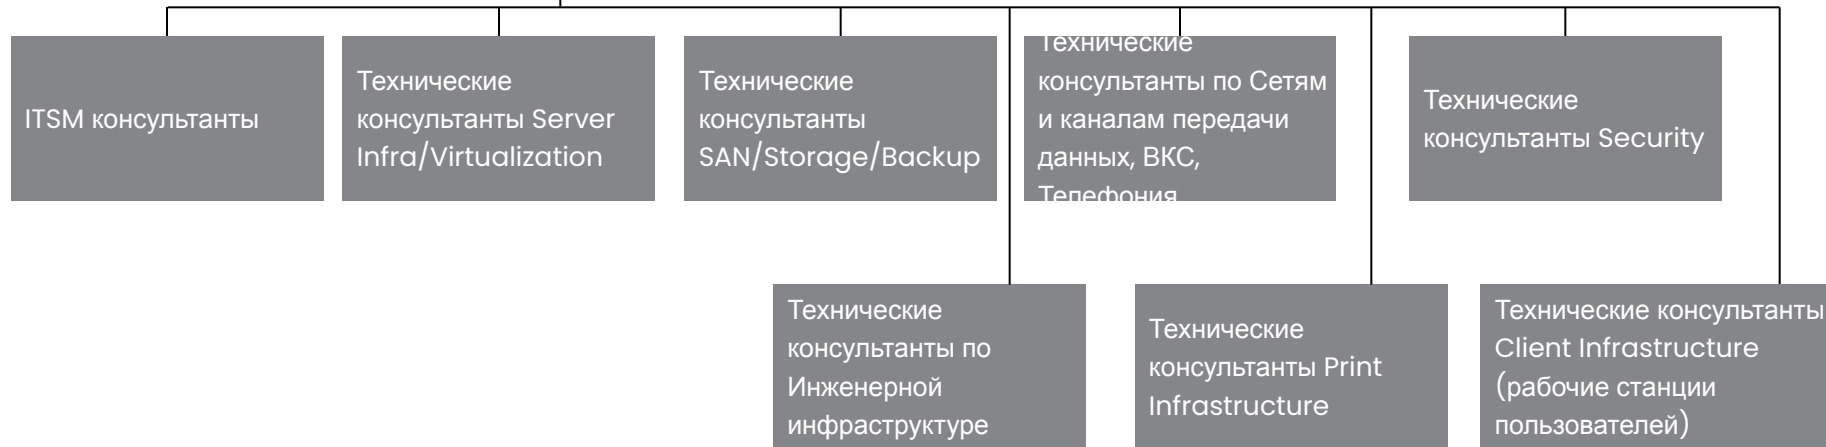 ITSM консультанты
Технические
консультанты Server
Infra/Virtualization
Технические
консультанты
SAN/Storage/Backup
Технические
консультанты по Сетям
и каналам передачи
данных, ВКС,
Телефония
Технические
консультанты Security
Технические
консультанты по
Инженерной
инфраструктуре
Технические
консультанты Print
Infrastructure
Технические консультанты
Client Infrastructure
(рабочие станции
пользователей)